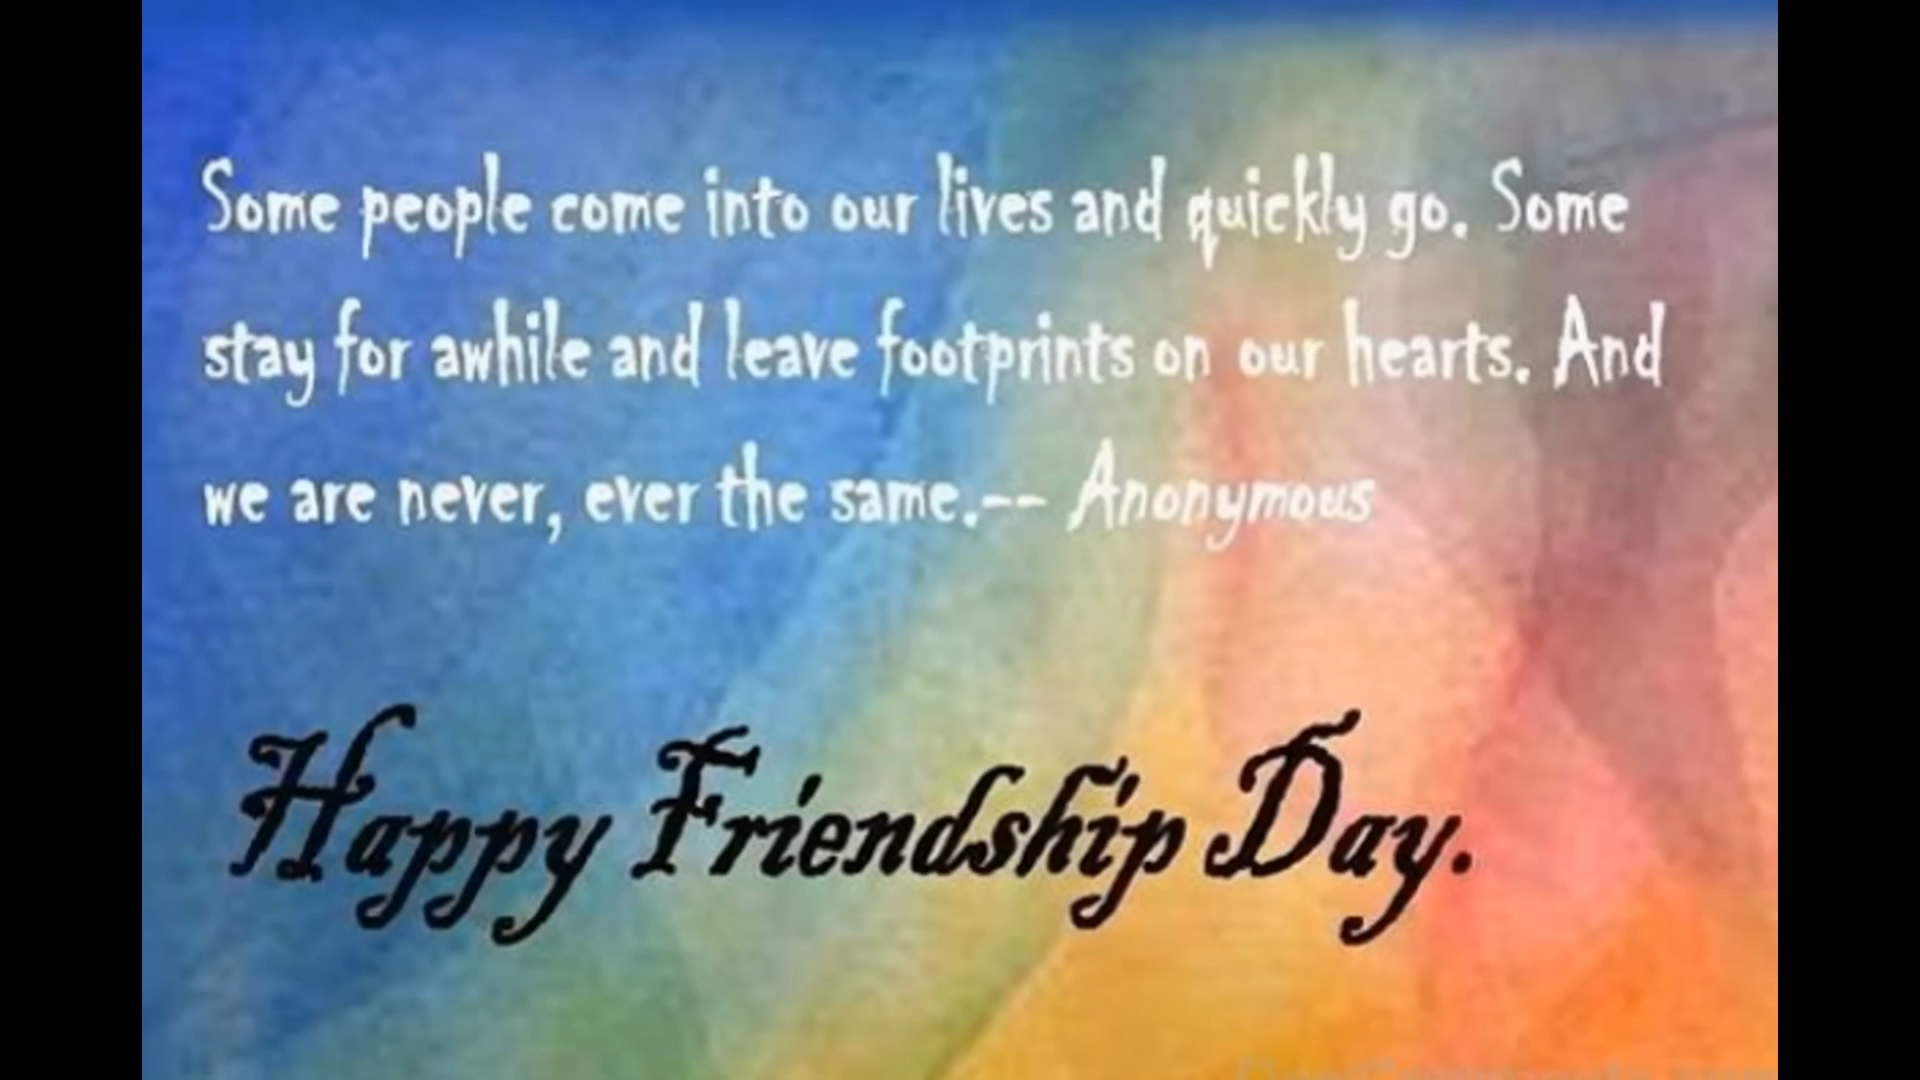 Some people come into our lives and quickly go. Some
stay for awhile and leave footprints on our hearts. And
we are never, ever the same.-- Anonymous
Happy Friendship Day.